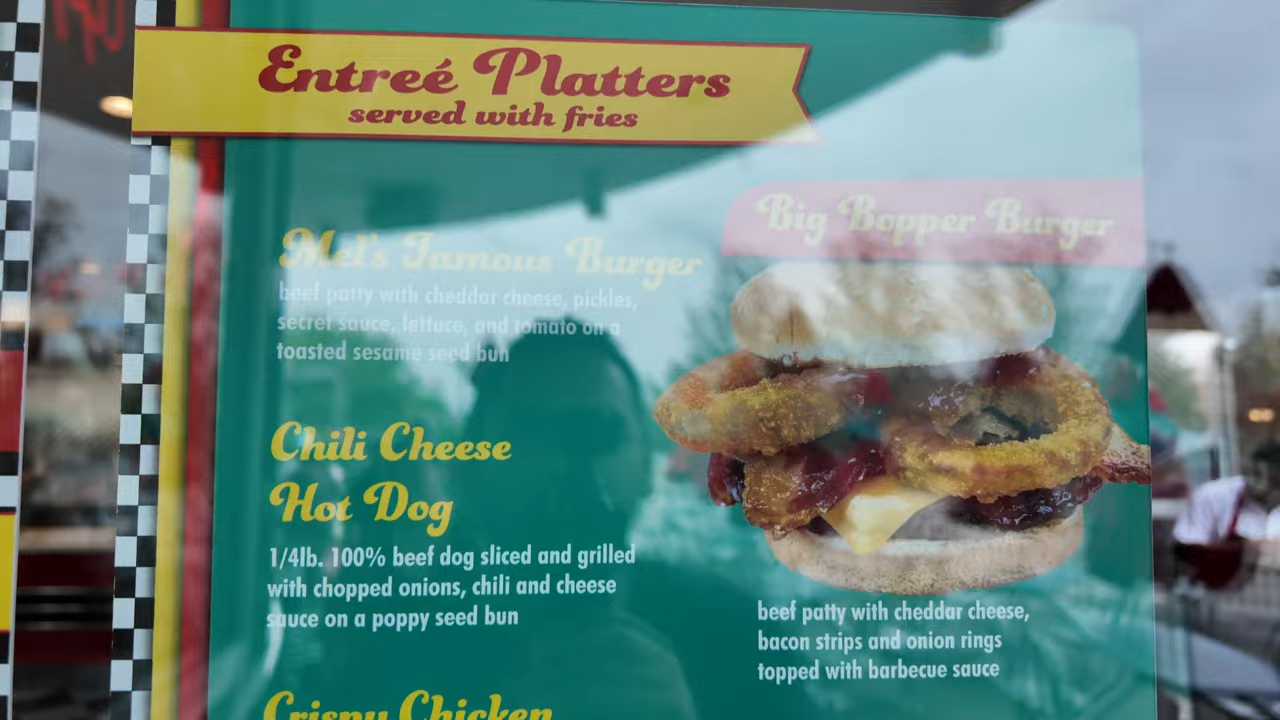 Entreé Platters
served with fries
Mel's Famous Burger
beef patty with cheddar cheese, pickles,
secret sauce, lettuce, and tomato on a
toasted sesame seed bun
Chili Cheese
Hot Dog
1/4lb. 100% beef dog sliced and grilled
with chopped onions, chili and cheese
sauce on a poppy seed bun
Crispy Chicken
Big Bopper Burger
beef patty with cheddar cheese,
bacon strips and onion rings
topped with barbecue sauce